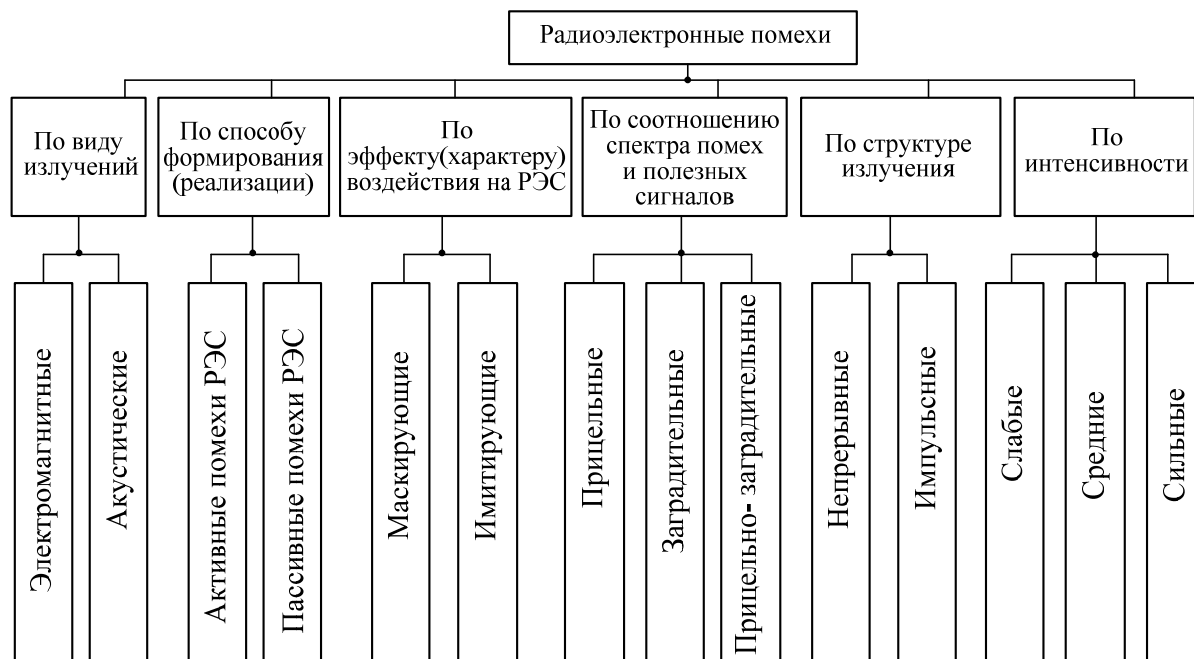 Радиоэлектронные помехи
По виду
излучений
По способу
формирования
(реализации)
По
эффекту(характеру)
воздействия на РЭС
По соотношению
спектра помех
и полезных
сигналов
По структуре
излучения
По
интенсивности
Электромагнитные
Акустические
Активные помехи РЭС
Пассивные помехи РЭС
Маскирующие
Имитирующие
Прицельные
Заградительные
Прицельно- заградительные
Непрерывные
Импульсные
Слабые
Средние
Сильные